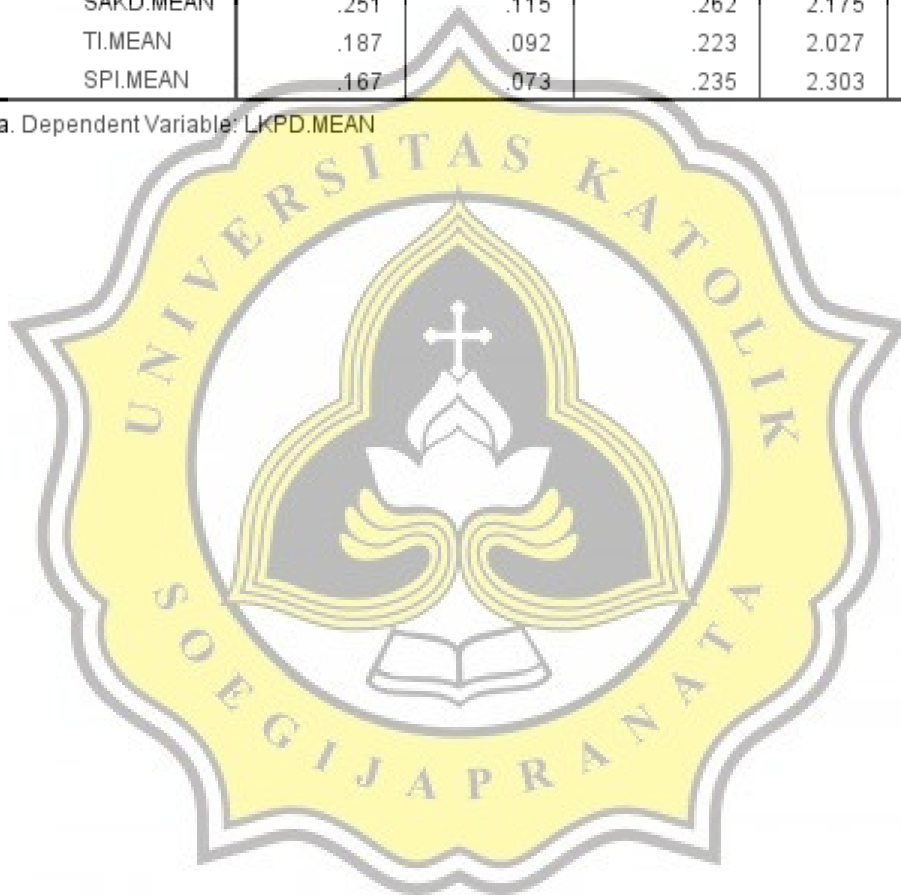 SAKD.MEAN .251 .115 .262 2.175
TI.MEAN .187 .092 .223 2.027
SPI.MEAN .167 .073 .235 2.303
a. Dependent Variable: LKPD.MEAN
UNIVERSITAS KATOLIK
SOEGIJAPRANATA